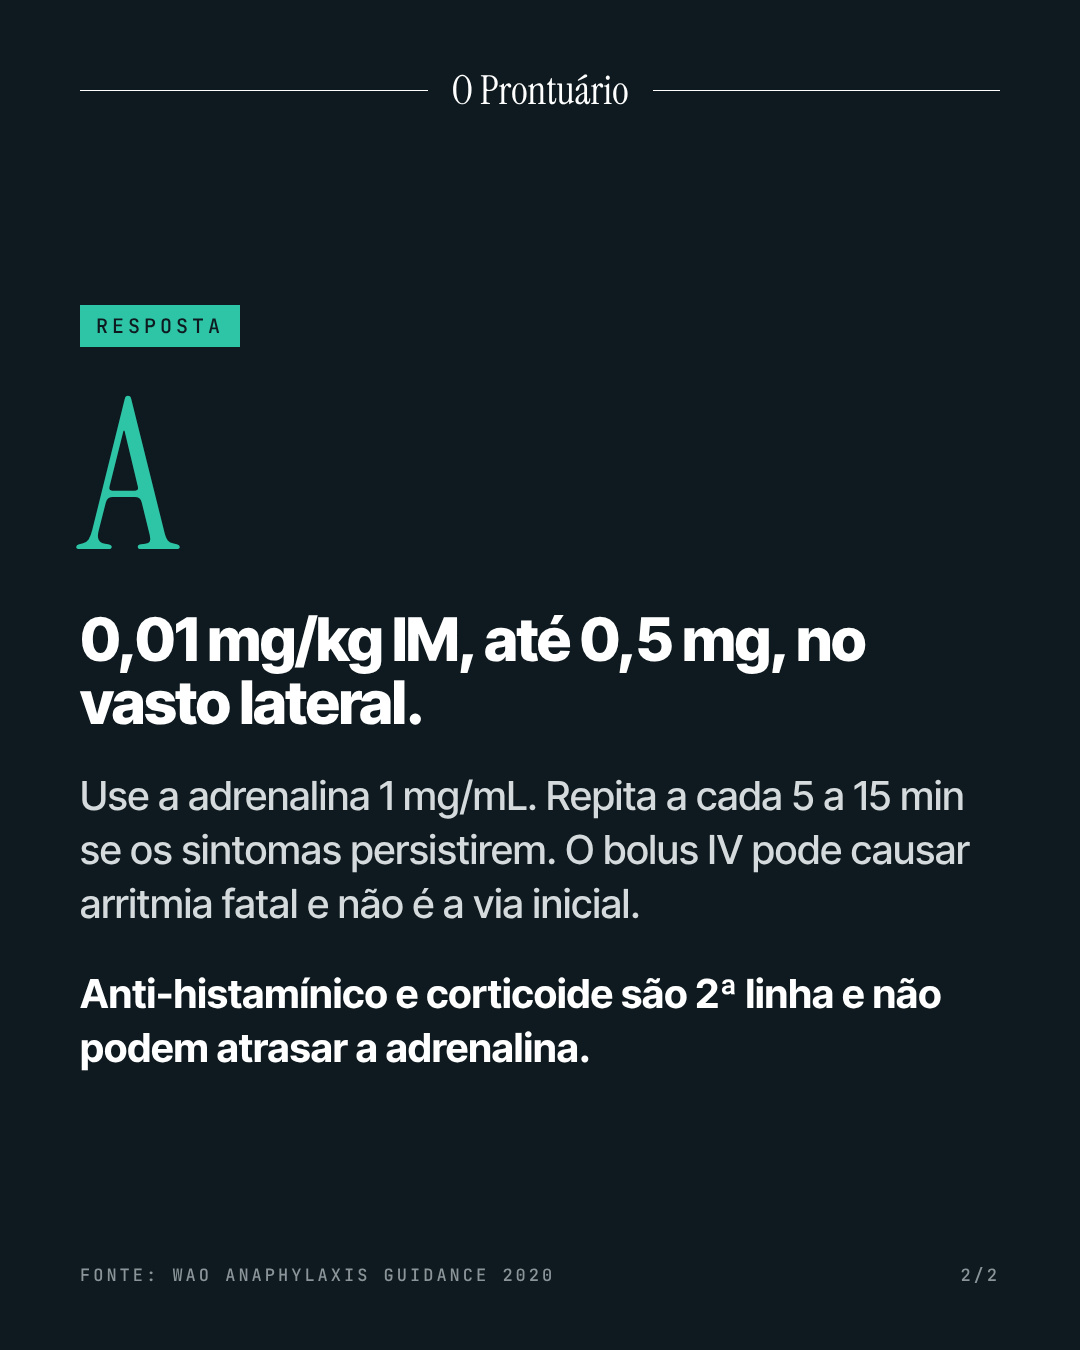 O Prontuário
RESPOSTA
A
0,01 mg/kg IM, até 0,5 mg, no
vasto lateral.
Use a adrenalina 1 mg/mL. Repita a cada 5 a 15 min
se os sintomas persistirem. O bolus IV pode causar
arritmia fatal e não é a via inicial.
Anti-histamínico e corticoide são 2ª linha e não
podem atrasar a adrenalina.
FONTE: WAO ANAPHYLAXIS GUIDANCE 2020
2/2